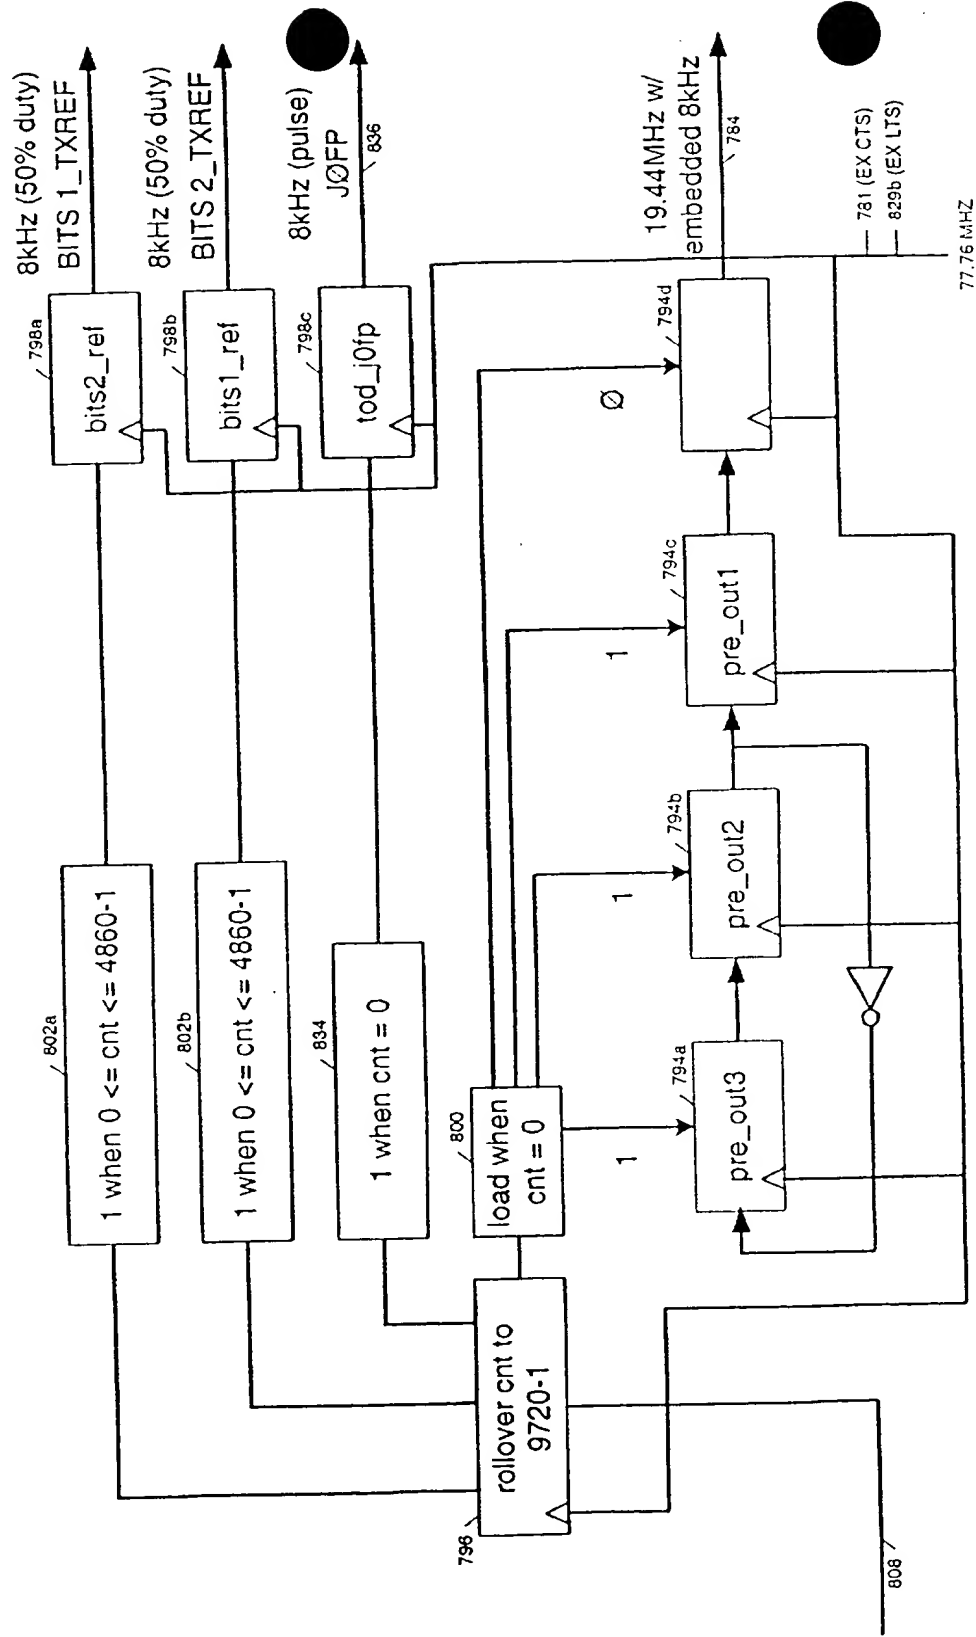 8kHz (50% duty)
BITS 1_TXREF
798a
bits2_ref
802a
1 when 0 <= cnt <= 4860-1
8kHz (50% duty)
BITS 2_TXREF
798b
bits1_ref
802b
1 when 0 <= cnt <= 4860-1
8kHz (pulse)
JØFP
836
798c
tod_j0fp
834
1 when cnt = 0
800
load when
cnt = 0
796
rollover cnt to
9720-1
808
1
794a
pre_out3
1
794b
pre_out2
1
794c
pre_out1
Ø
794d
19.44MHz w/
embedded 8kHz
784
781 (EX CTS)
829b (EX LTS)
77.76 MHZ